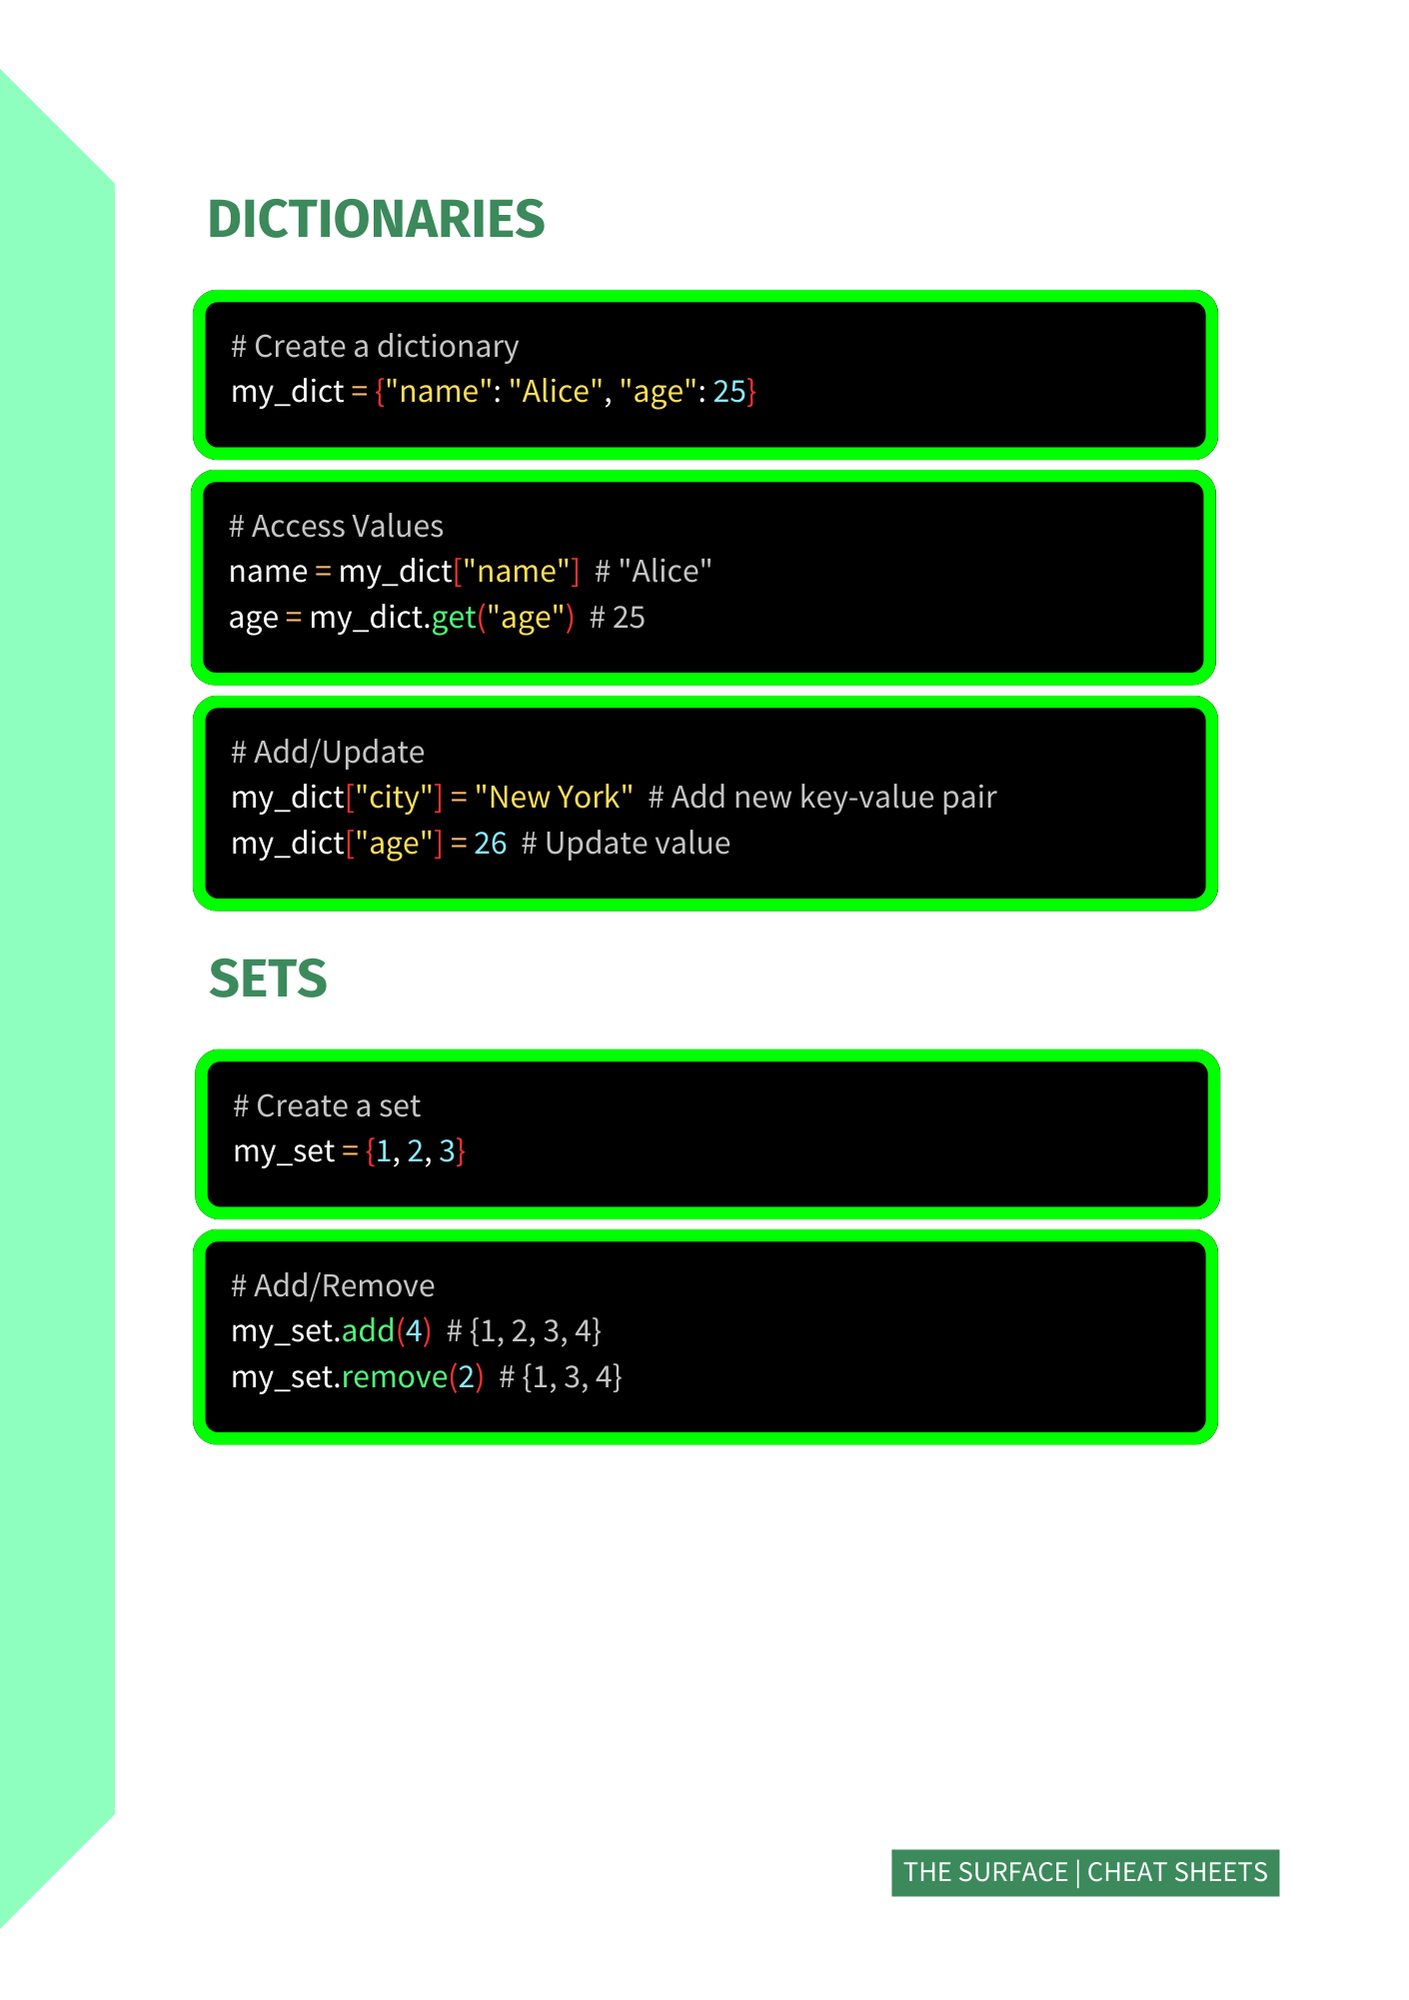 DICTIONARIES
# Create a dictionary
my_dict = {"name": "Alice", "age": 25}
# Access Values
name = my_dict["name"]  # "Alice"
age = my_dict.get("age")  # 25
# Add/Update
my_dict["city"] = "New York"  # Add new key-value pair
my_dict["age"] = 26  # Update value
SETS
# Create a set
my_set = {1, 2, 3}
# Add/Remove
my_set.add(4)  # {1, 2, 3, 4}
my_set.remove(2)  # {1, 3, 4}
THE SURFACE | CHEAT SHEETS